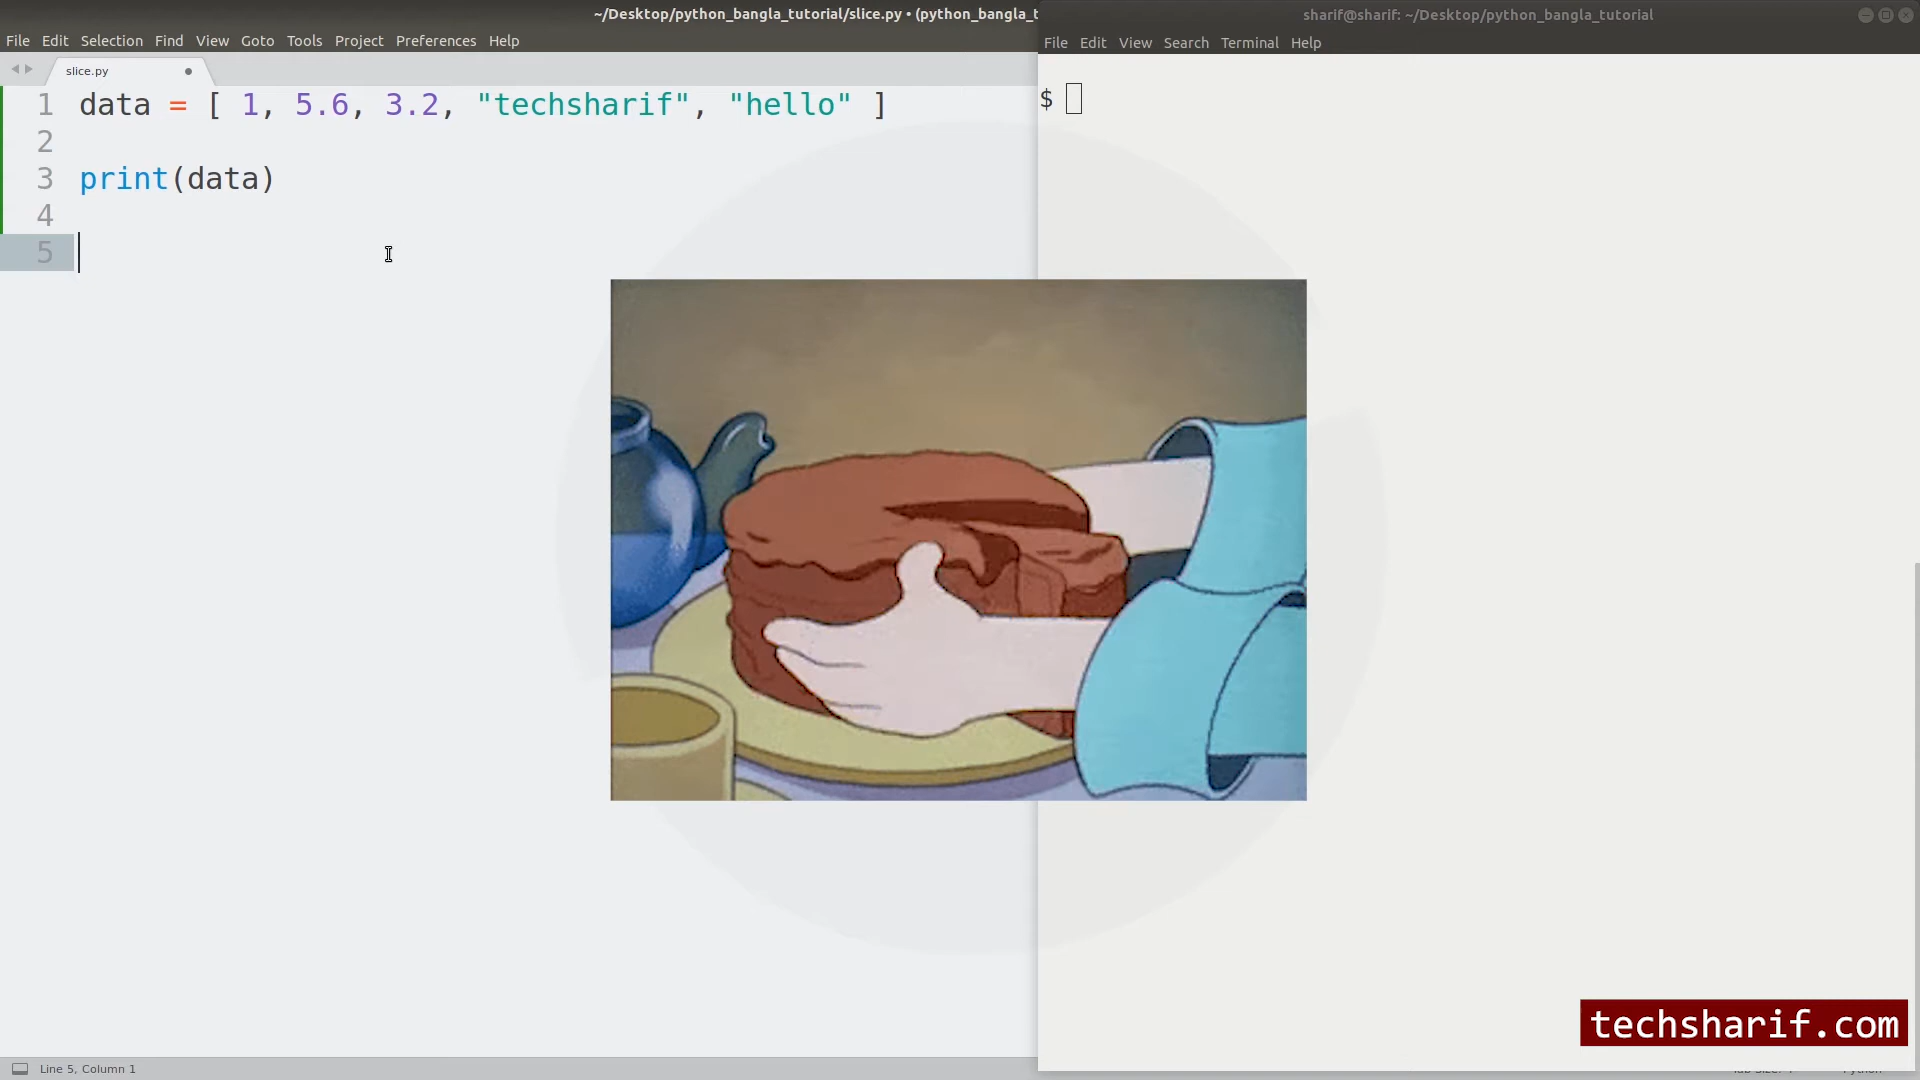 ~/Desktop/python_bangla_tutorial/slice.py • (python_bangla_t
File Edit Selection Find View Goto Tools Project Preferences Help
slice.py
1 data = [ 1, 5.6, 3.2, "techsharif", "hello" ]
2
3 print(data)
4
5
Line 5, Column 1
sharif@sharif: ~/Desktop/python_bangla_tutorial
File Edit View Search Terminal Help
$
techsharif.com